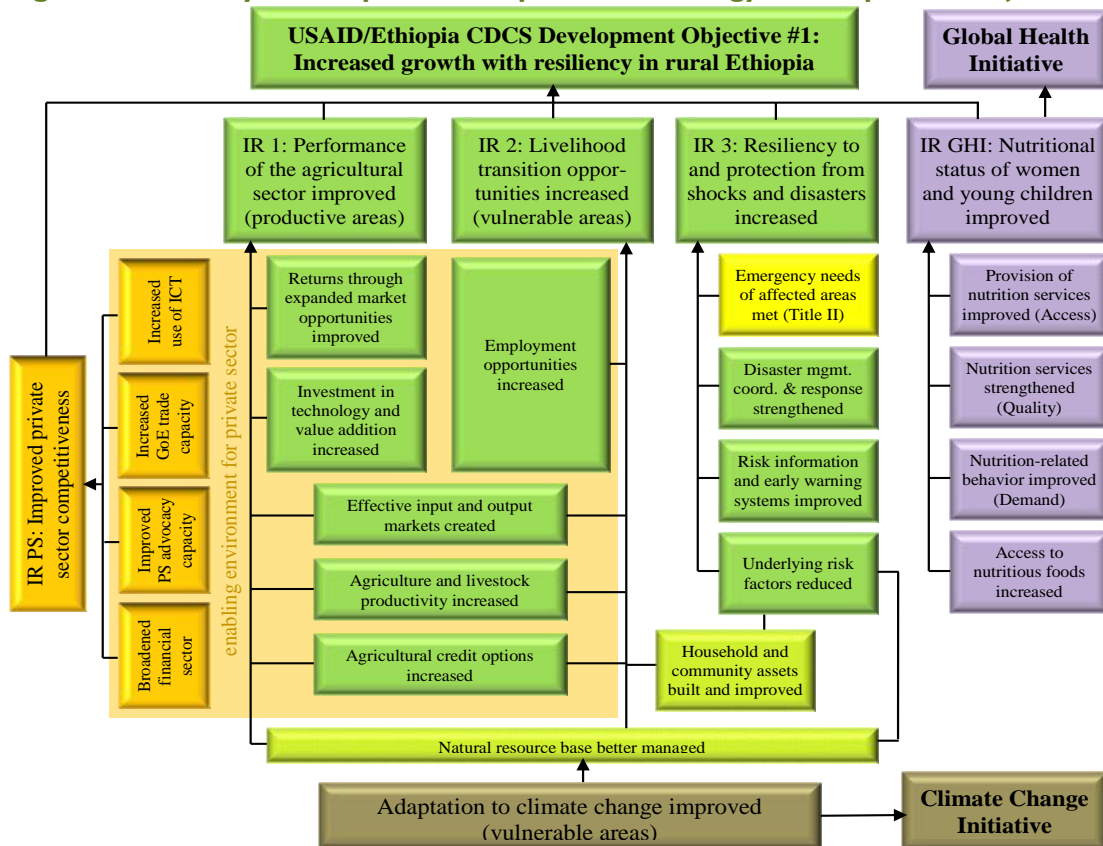 USAID/Ethiopia CDCS Development Objective #1:
Increased growth with resiliency in rural Ethiopia
Global Health
Initiative
IR 1: Performance
of the agricultural
sector improved
(productive areas)
IR 2: Livelihood
transition oppor-
tunities increased
(vulnerable areas)
IR 3: Resiliency to
and protection from
shocks and disasters
increased
IR GHI: Nutritional
status of women
and young children
improved
IR PS: Improved private
sector competitiveness
Increased
use of ICT
Increased
GoE trade
capacity
Improved
PS advocacy
capacity
Broadened
financial
sector
enabling environment for private sector
Returns through
expanded market
opportunities
improved
Investment in
technology and
value addition
increased
Employment
opportunities
increased
Effective input and output
markets created
Agriculture and livestock
productivity increased
Agricultural credit options
increased
Emergency needs
of affected areas
met (Title II)
Disaster mgmt.
coord. & response
strengthened
Risk information
and early warning
systems improved
Underlying risk
factors reduced
Household and
community assets
built and improved
Provision of
nutrition services
improved (Access)
Nutrition services
strengthened
(Quality)
Nutrition-related
behavior improved
(Demand)
Access to
nutritious foods
increased
Natural resource base better managed
Adaptation to climate change improved
(vulnerable areas)
Climate Change
Initiative